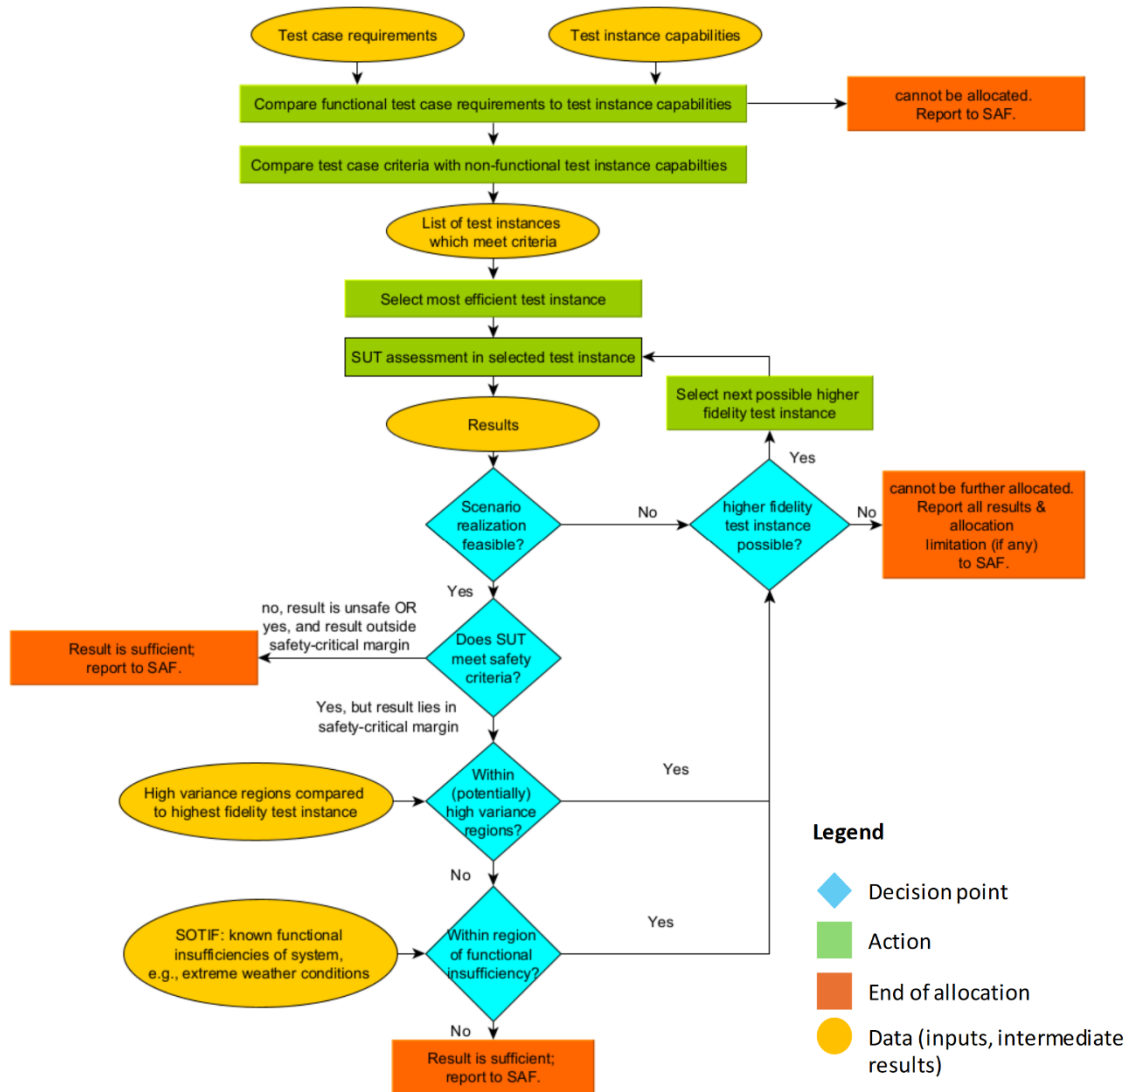 Test case requirements
Test instance capabilities
Compare functional test case requirements to test instance capabilities
cannot be allocated.
Report to SAF.
Compare test case criteria with non-functional test instance capabilties
List of test instances
which meet criteria
Select most efficient test instance
SUT assessment in selected test instance
Select next possible higher
fidelity test instance
Results
Yes
Scenario
realization
feasible?
No
higher fidelity
test instance
possible?
No
cannot be further allocated.
Report all results &
allocation
limitation (if any)
to SAF.
Yes
no, result is unsafe OR
yes, and result outside
safety-critical margin
Result is sufficient;
report to SAF.
Does SUT
meet safety
criteria?
Yes, but result lies in
safety-critical margin
High variance regions compared
to highest fidelity test instance
Within
(potentially)
high variance
regions?
Yes
No
SOTIF: known functional
insufficiencies of system,
e.g., extreme weather conditions
Within region
of functional
insufficiency?
Yes
No
Result is sufficient;
report to SAF.
Legend
Decision point
Action
End of allocation
Data (inputs, intermediate
results)